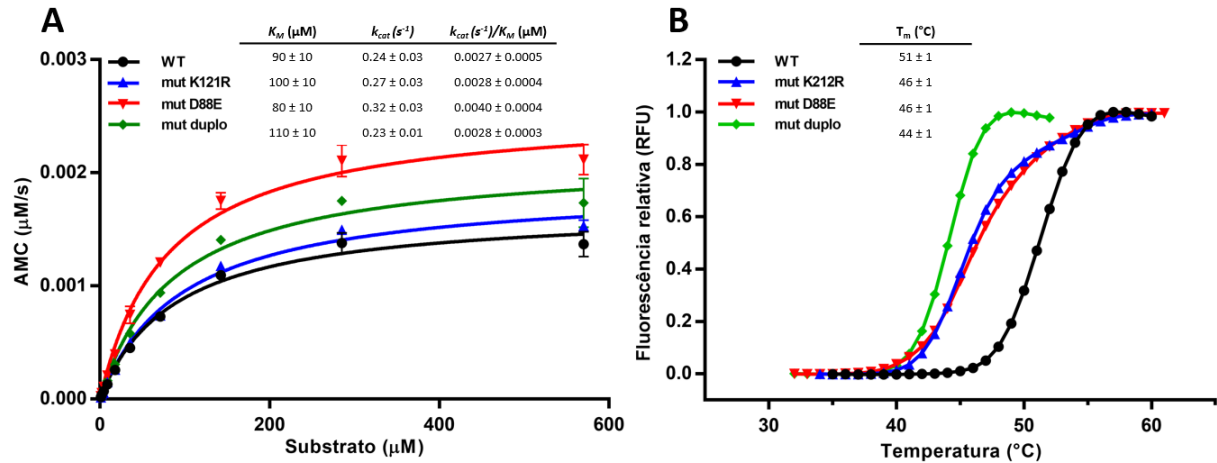 A
K_M (µM) k_cat (s⁻¹) k_cat (s⁻¹)/K_M (µM)
WT 90 ± 10 0.24 ± 0.03 0.0027 ± 0.0005
mut K121R 100 ± 10 0.27 ± 0.03 0.0028 ± 0.0004
mut D88E 80 ± 10 0.32 ± 0.03 0.0040 ± 0.0004
mut duplo 110 ± 10 0.23 ± 0.01 0.0028 ± 0.0003
AMC (µM/s)
0.003
0.002
0.001
0.000
0 200 400 600
Substrato (µM)
B
T_m (°C)
WT 51 ± 1
mut K212R 46 ± 1
mut D88E 46 ± 1
mut duplo 44 ± 1
Fluorescência relativa (RFU)
1.2
1.0
0.8
0.6
0.4
0.2
0.0
30 40 50 60
Temperatura (°C)